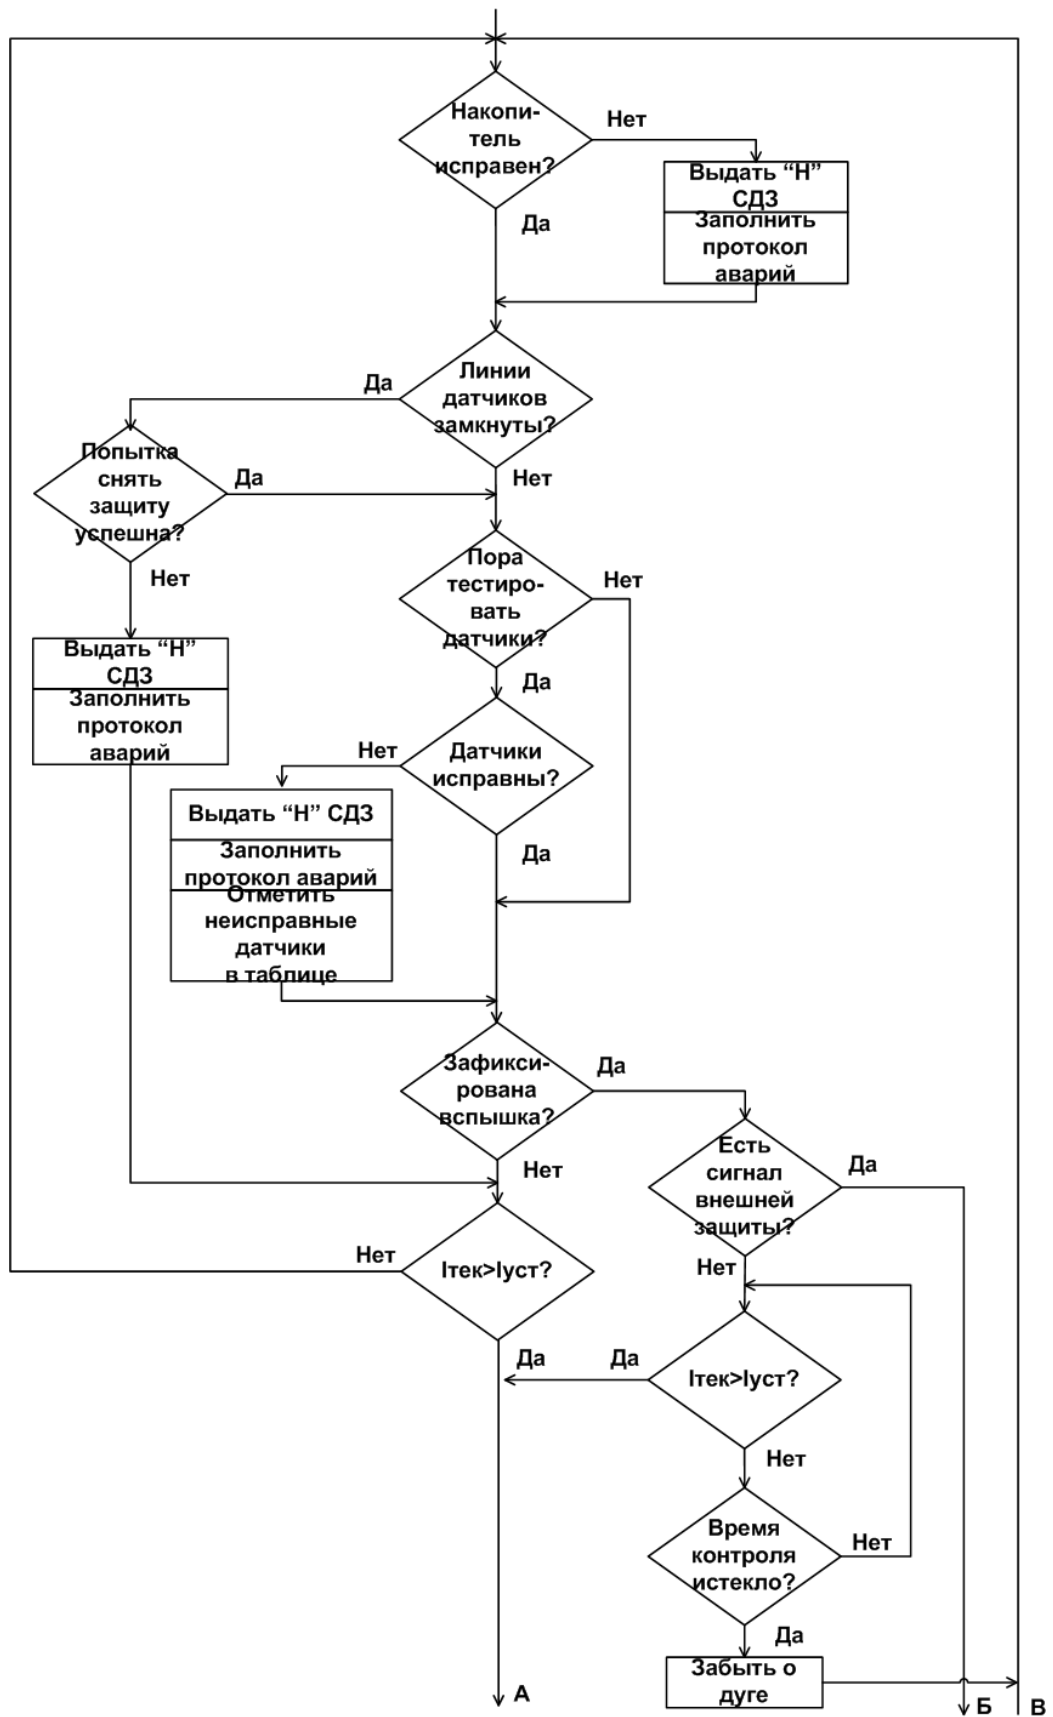 Накопи-
тель
исправен?
Нет
Да
Выдать “Н”
СДЗ
Заполнить
протокол
аварий
Линии
датчиков
замкнуты?
Да
Нет
Попытка
снять
защиту
успешна?
Да
Нет
Пора
тестиро-
вать
датчики?
Нет
Да
Выдать “Н”
СДЗ
Заполнить
протокол
аварий
Датчики
исправны?
Нет
Да
Выдать “Н” СДЗ
Заполнить
протокол аварий
Отметить
неисправные
датчики
в таблице
Зафикси-
рована
вспышка?
Да
Нет
Есть
сигнал
внешней
защиты?
Да
Нет
Iтек>Iуст?
Нет
Да
Iтек>Iуст?
Да
Нет
Время
контроля
истекло?
Нет
Да
Забыть о
дуге
А
Б
В